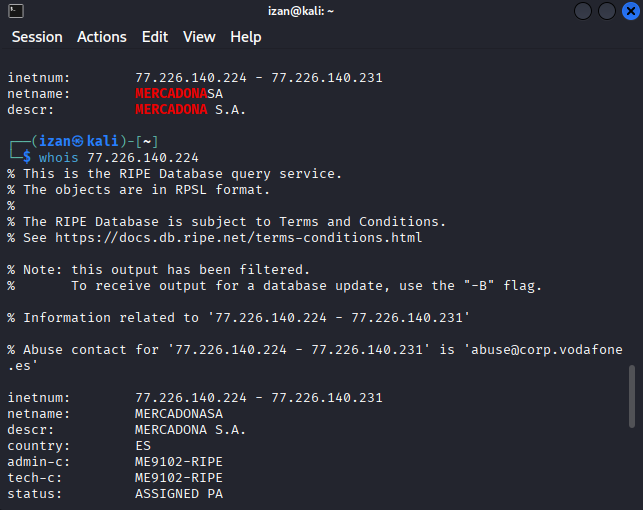 izan@kali: ~
Session Actions Edit View Help
inetnum:        77.226.140.224 - 77.226.140.231
netname:        MERCADONASA
descr:          MERCADONA S.A.
┌──(izan㉿kali)-[~]
└─$ whois 77.226.140.224
% This is the RIPE Database query service.
% The objects are in RPSL format.
%
% The RIPE Database is subject to Terms and Conditions.
% See https://docs.db.ripe.net/terms-conditions.html
% Note: this output has been filtered.
%       To receive output for a database update, use the "-B" flag.
% Information related to '77.226.140.224 - 77.226.140.231'
% Abuse contact for '77.226.140.224 - 77.226.140.231' is 'abuse@corp.vodafone
.es'
inetnum:        77.226.140.224 - 77.226.140.231
netname:        MERCADONASA
descr:          MERCADONA S.A.
country:        ES
admin-c:        ME9102-RIPE
tech-c:         ME9102-RIPE
status:         ASSIGNED PA